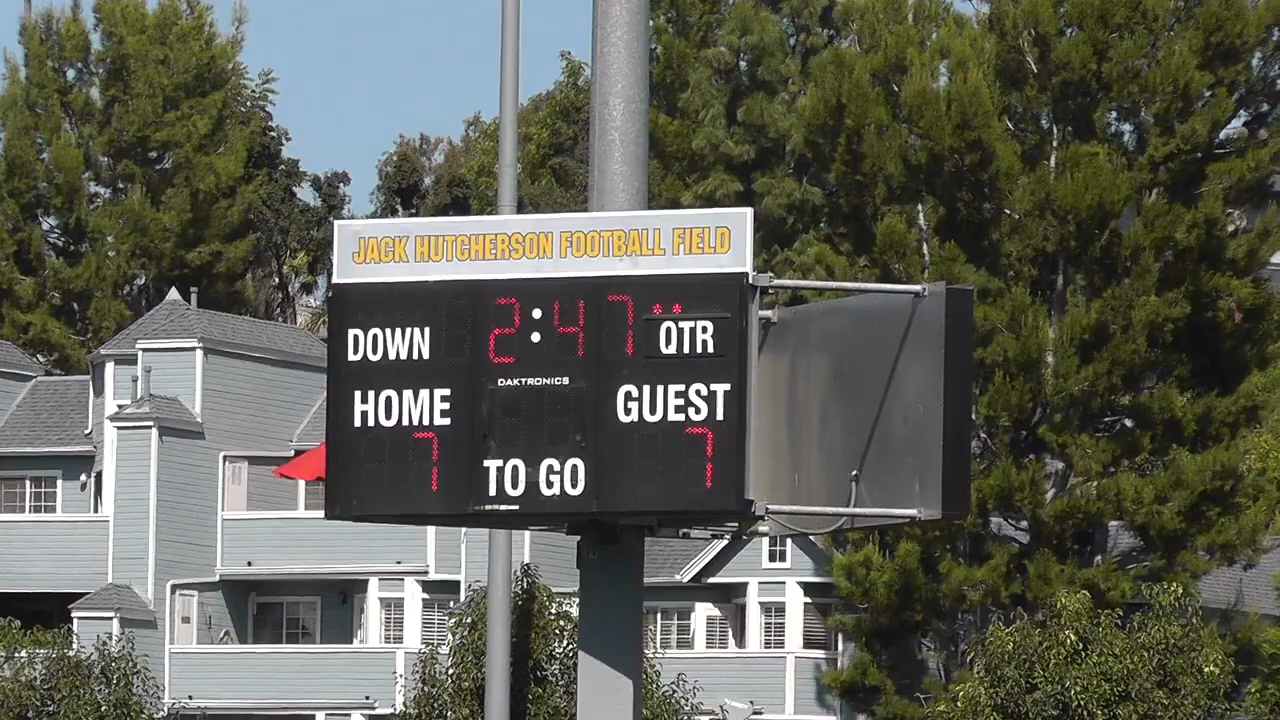 JACK HUTCHERSON FOOTBALL FIELD
DOWN 2:47 QTR
DAKTRONICS
HOME GUEST
7 7
TO GO